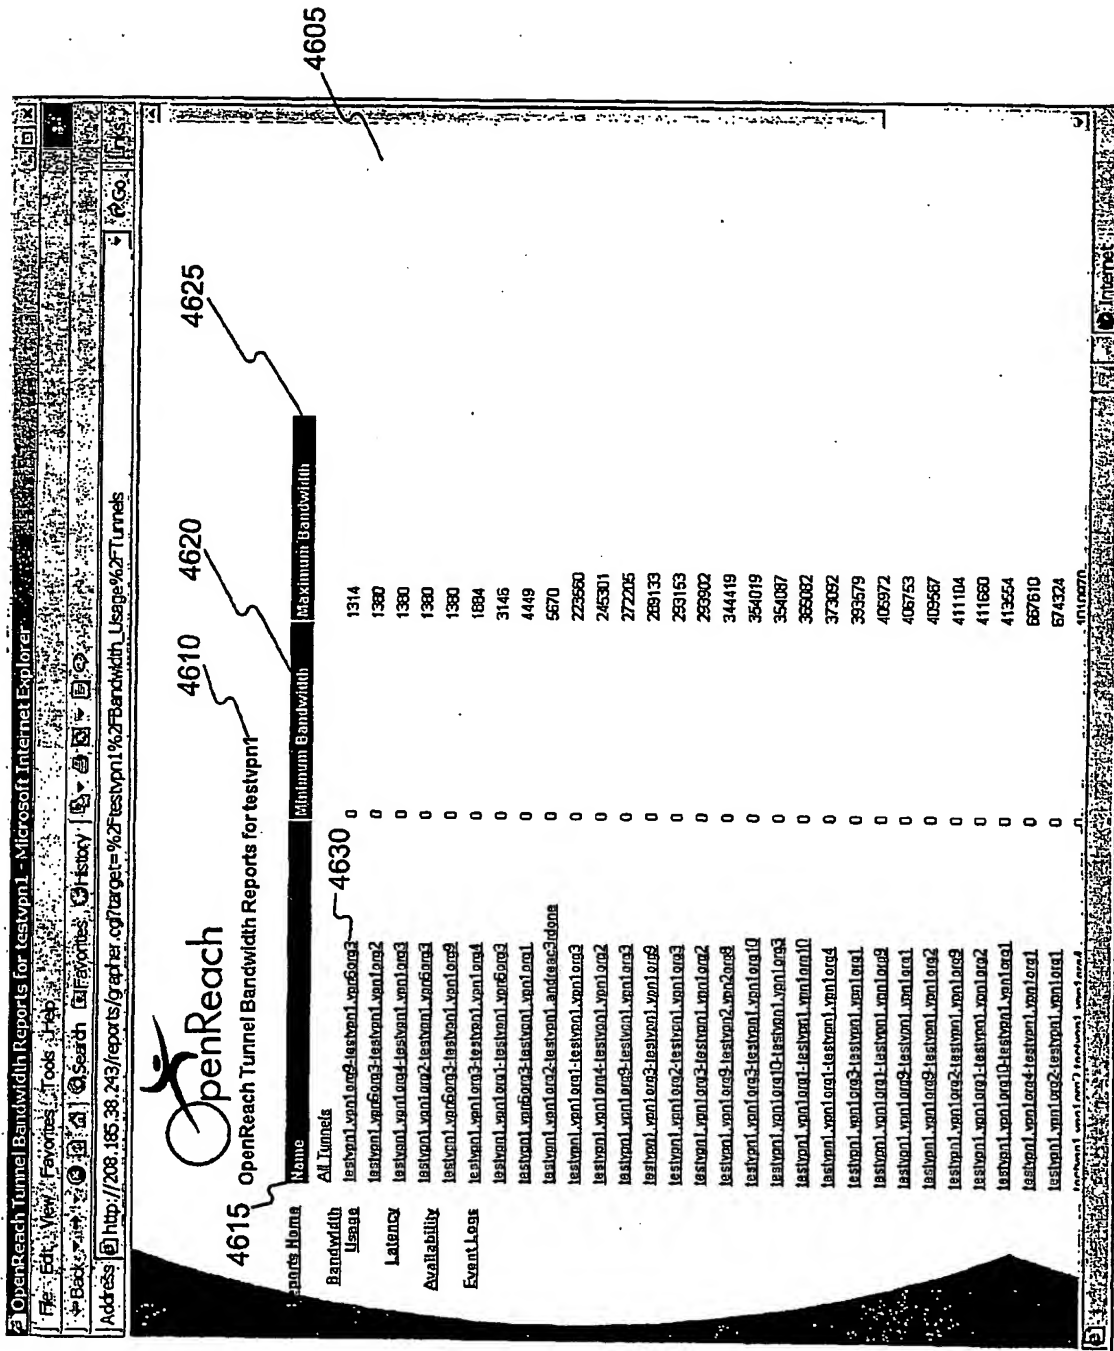 OpenReach Tunnel Bandwidth Reports for testvpn1 - Microsoft Internet Explorer
File Edit View Favorites Tools Help
Back Search Favorites History
Address http://208.185.38.243/reports/grapher.cgi?target=%2Ftestvpn1%2FBandwidth_Usage%2FTunnels Go Links
OpenReach
OpenReach Tunnel Bandwidth Reports for testvpn1
4605
4610
4615
4620
4625
4630
Reports Home
Bandwidth Usage
Latency
Availability
Event Logs
Name Minimum Bandwidth Maximum Bandwidth
All Tunnels
testvpn1.vpn1org9-testvpn1.vpn6org3 0 1314
testvpn1.vpn6org3-testvpn1.vpn1org2 0 1380
testvpn1.vpn1org4-testvpn1.vpn1org3 0 1380
testvpn1.vpn1org2-testvpn1.vpn6org3 0 1380
testvpn1.vpn6org3-testvpn1.vpn1org9 0 1380
testvpn1.vpn1org3-testvpn1.vpn1org4 0 1884
testvpn1.vpn1org1-testvpn1.vpn6org3 0 3146
testvpn1.vpn6org3-testvpn1.vpn1org1 0 4449
testvpn1.vpn1org2-testvpn1.andreac3rdone 0 5670
testvpn1.vpn1org1-testvpn1.vpn1org3 0 223560
testvpn1.vpn1org4-testvpn1.vpn1org2 0 245301
testvpn1.vpn1org9-testvpn1.vpn1org3 0 272205
testvpn1.vpn1org3-testvpn1.vpn1org9 0 289133
testvpn1.vpn1org2-testvpn1.vpn1org3 0 293153
testvpn1.vpn1org3-testvpn1.vpn1org2 0 293902
testvpn1.vpn1org9-testvpn2.vpn2org8 0 344419
testvpn1.vpn1org3-testvpn1.vpn1org10 0 354019
testvpn1.vpn1org10-testvpn1.vpn1org3 0 354087
testvpn1.vpn1org1-testvpn1.vpn1org10 0 365082
testvpn1.vpn1org1-testvpn1.vpn1org4 0 373092
testvpn1.vpn1org3-testvpn1.vpn1org1 0 393579
testvpn1.vpn1org1-testvpn1.vpn1org9 0 406972
testvpn1.vpn1org9-testvpn1.vpn1org1 0 406753
testvpn1.vpn1org9-testvpn1.vpn1org2 0 409587
testvpn1.vpn1org2-testvpn1.vpn1org9 0 411104
testvpn1.vpn1org1-testvpn1.vpn1org2 0 411660
testvpn1.vpn1org10-testvpn1.vpn1org1 0 413554
testvpn1.vpn1org4-testvpn1.vpn1org1 0 667610
testvpn1.vpn1org2-testvpn1.vpn1org1 0 674324
Internet